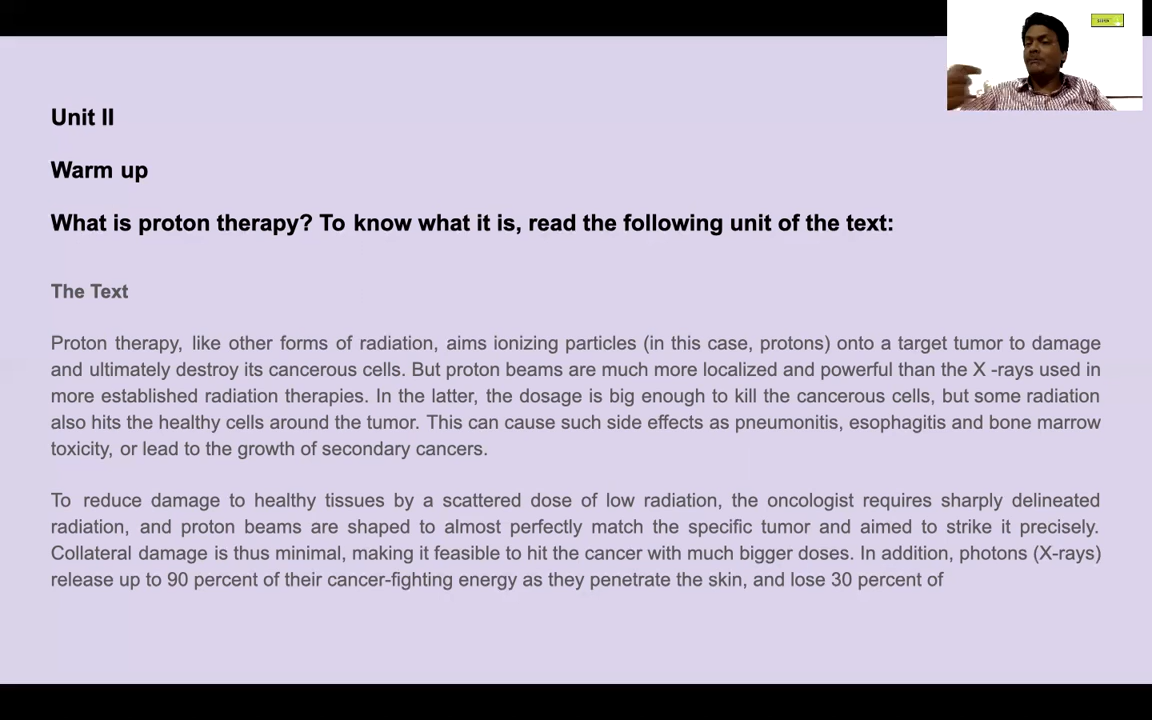 Unit II
Warm up
What is proton therapy? To know what it is, read the following unit of the text:
The Text
Proton therapy, like other forms of radiation, aims ionizing particles (in this case, protons) onto a target tumor to damage
and ultimately destroy its cancerous cells. But proton beams are much more localized and powerful than the X -rays used in
more established radiation therapies. In the latter, the dosage is big enough to kill the cancerous cells, but some radiation
also hits the healthy cells around the tumor. This can cause such side effects as pneumonitis, esophagitis and bone marrow
toxicity, or lead to the growth of secondary cancers.
To reduce damage to healthy tissues by a scattered dose of low radiation, the oncologist requires sharply delineated
radiation, and proton beams are shaped to almost perfectly match the specific tumor and aimed to strike it precisely.
Collateral damage is thus minimal, making it feasible to hit the cancer with much bigger doses. In addition, photons (X-rays)
release up to 90 percent of their cancer-fighting energy as they penetrate the skin, and lose 30 percent of